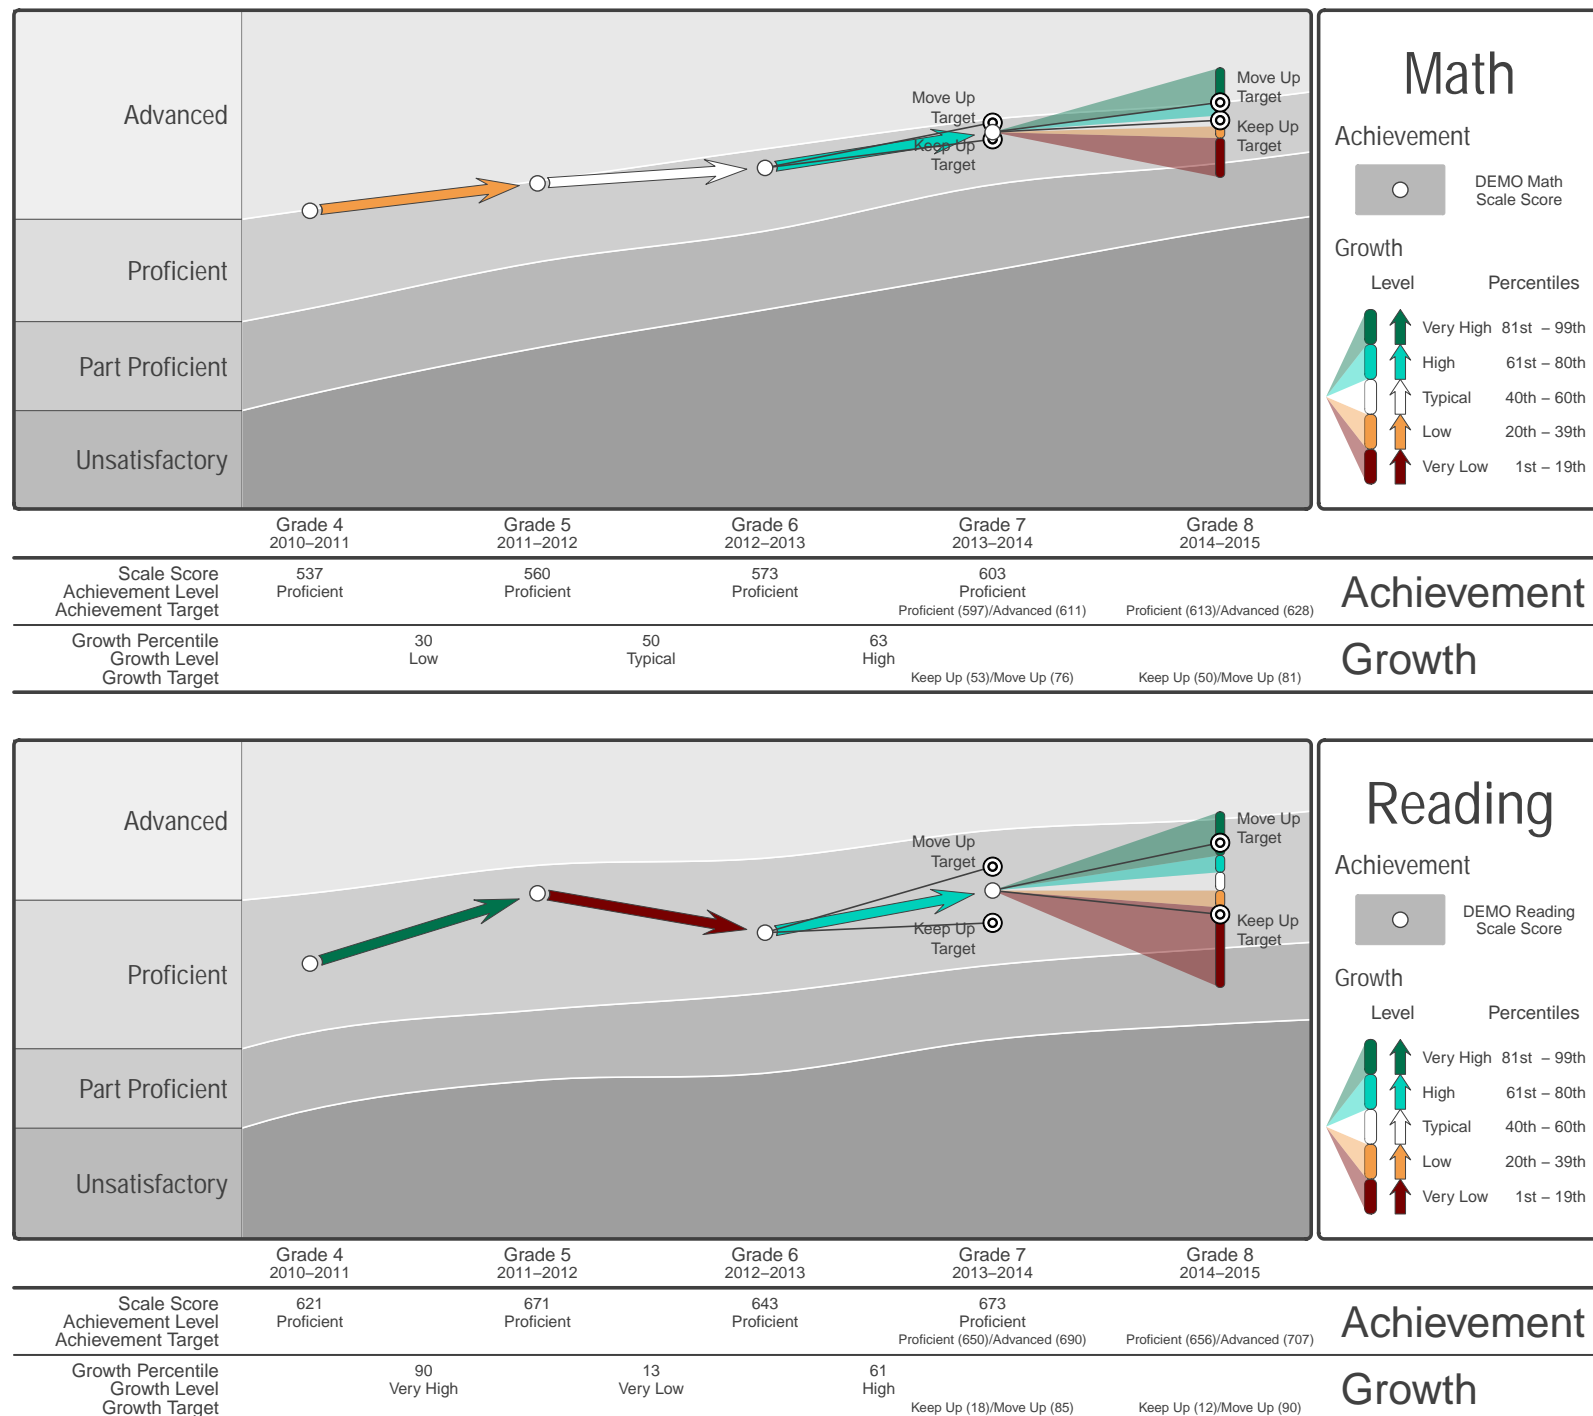 Advanced
Proficient
Part Proficient
Unsatisfactory
Move Up
Target
Keep Up
Target
Move Up
Target
Keep Up
Target
Math
Achievement
DEMO Math
Scale Score
Growth
Level Percentiles
Very High 81st – 99th
High 61st – 80th
Typical 40th – 60th
Low 20th – 39th
Very Low 1st – 19th
Grade 4 Grade 5 Grade 6 Grade 7 Grade 8
2010–2011 2011–2012 2012–2013 2013–2014 2014–2015
Scale Score 537 560 573 603
Achievement Level Proficient Proficient Proficient Proficient
Achievement Target Proficient (597)/Advanced (611) Proficient (613)/Advanced (628)
Achievement
Growth Percentile 30 50 63
Growth Level Low Typical High
Growth Target Keep Up (53)/Move Up (76) Keep Up (50)/Move Up (81)
Growth
Advanced
Proficient
Part Proficient
Unsatisfactory
Move Up
Target
Keep Up
Target
Move Up
Target
Keep Up
Target
Reading
Achievement
DEMO Reading
Scale Score
Growth
Level Percentiles
Very High 81st – 99th
High 61st – 80th
Typical 40th – 60th
Low 20th – 39th
Very Low 1st – 19th
Grade 4 Grade 5 Grade 6 Grade 7 Grade 8
2010–2011 2011–2012 2012–2013 2013–2014 2014–2015
Scale Score 621 671 643 673
Achievement Level Proficient Proficient Proficient Proficient
Achievement Target Proficient (650)/Advanced (690) Proficient (656)/Advanced (707)
Achievement
Growth Percentile 90 13 61
Growth Level Very High Very Low High
Growth Target Keep Up (18)/Move Up (85) Keep Up (12)/Move Up (90)
Growth